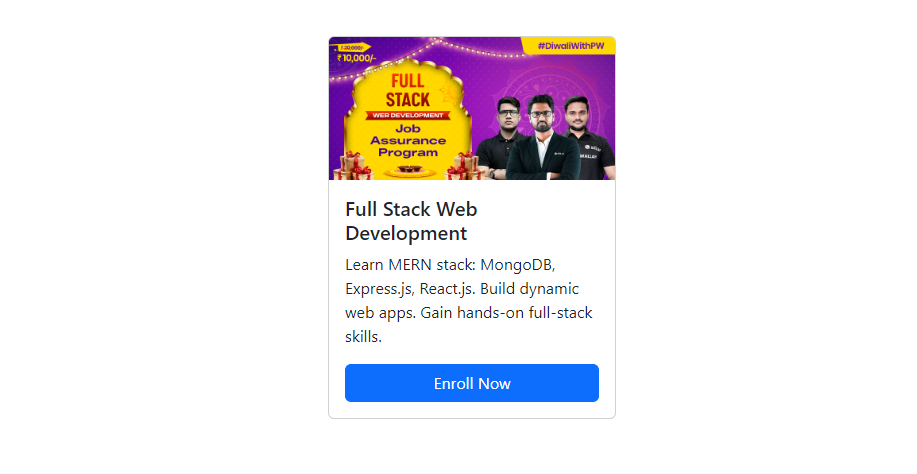 #DiwaliWithPW
₹10,000/-
FULL
STACK
WEB DEVELOPMENT
Job
Assurance
Program
Full Stack Web
Development
Learn MERN stack: MongoDB,
Express.js, React.js. Build dynamic
web apps. Gain hands-on full-stack
skills.
Enroll Now